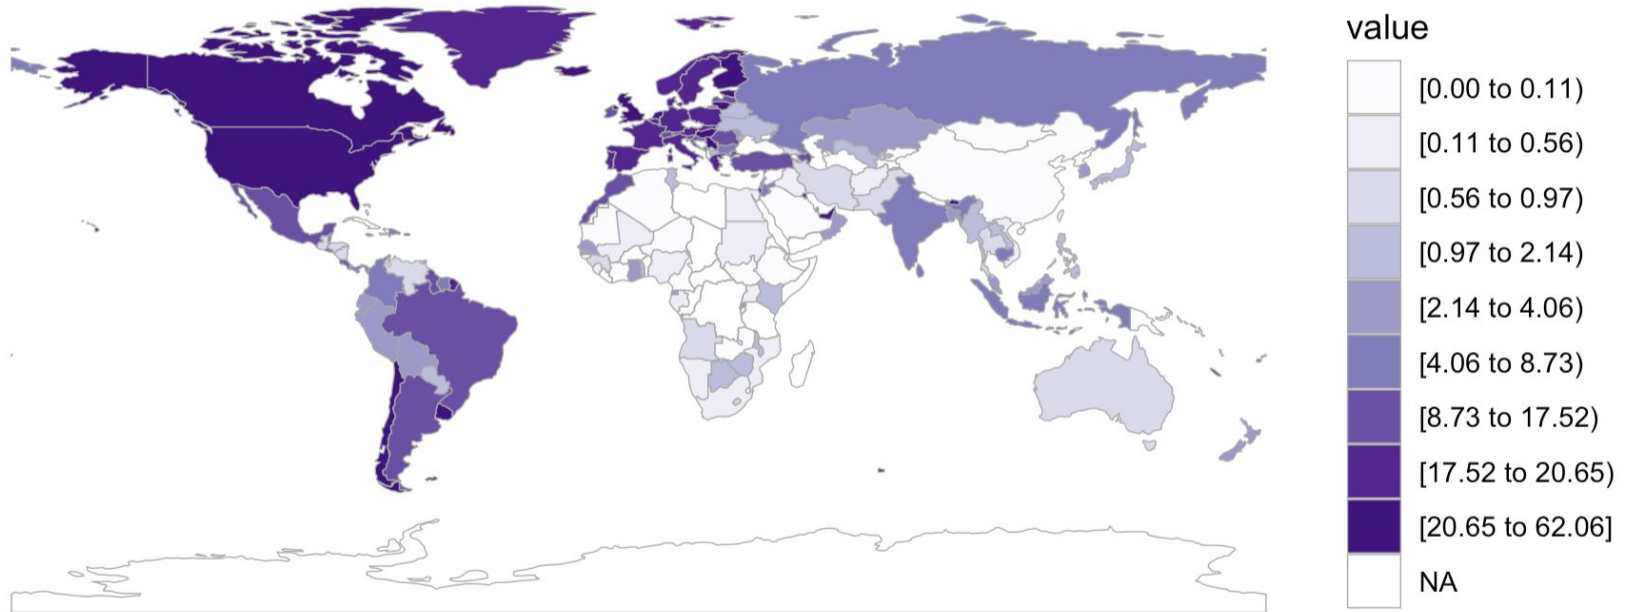 value
[0.00 to 0.11)
[0.11 to 0.56)
[0.56 to 0.97)
[0.97 to 2.14)
[2.14 to 4.06)
[4.06 to 8.73)
[8.73 to 17.52)
[17.52 to 20.65)
[20.65 to 62.06]
NA